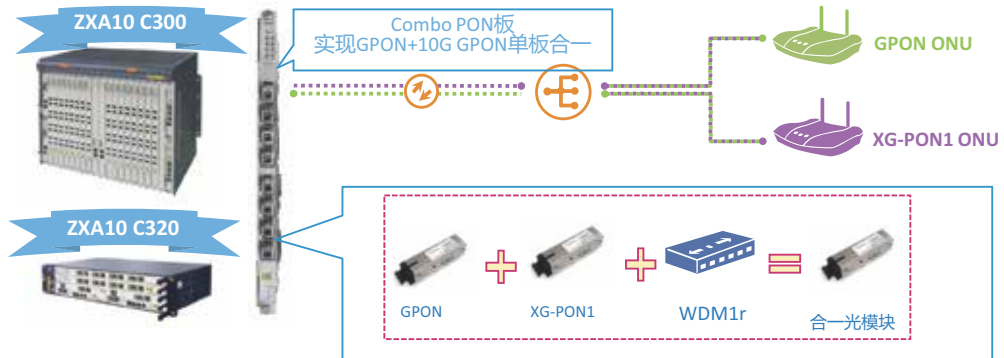 ZXA10 C300
Combo PON板
实现GPON+10G GPON单板合一
GPON ONU
XG-PON1 ONU
ZXA10 C320
GPON
XG-PON1
WDM1r
合一光模块